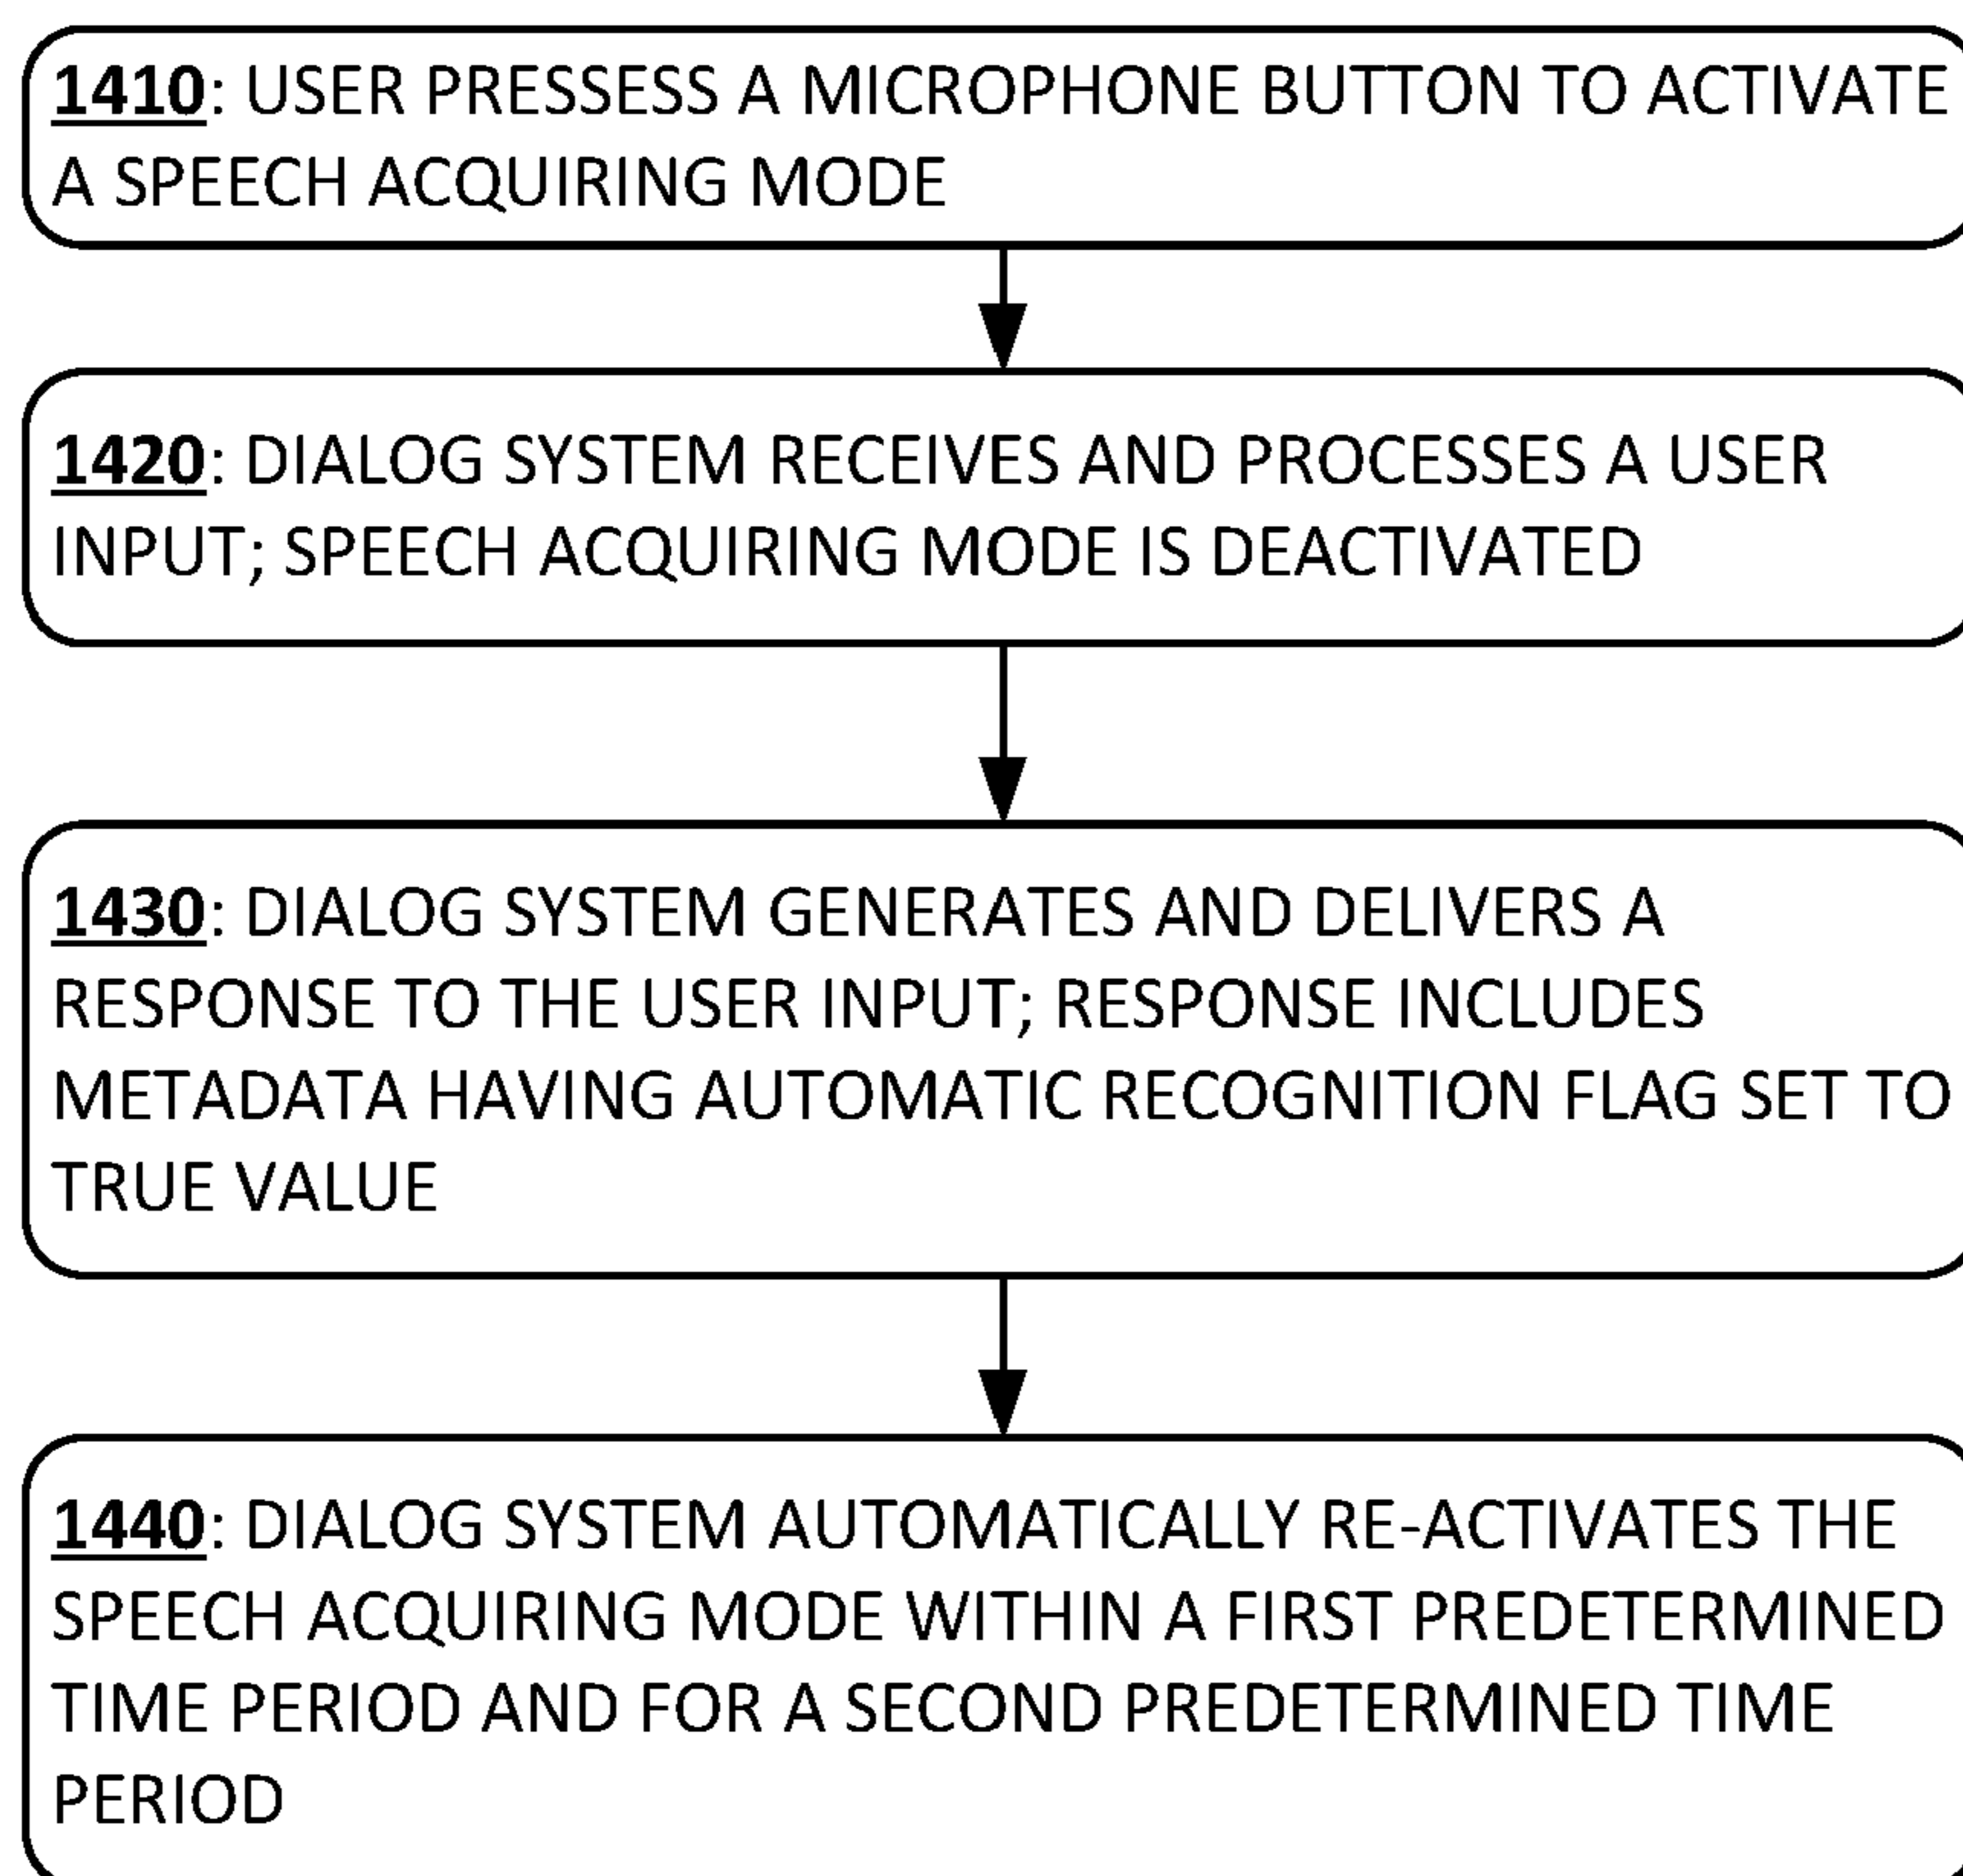 1410: USER PRESSESS A MICROPHONE BUTTON TO ACTIVATE
A SPEECH ACQUIRING MODE
1420: DIALOG SYSTEM RECEIVES AND PROCESSES A USER
INPUT; SPEECH ACQUIRING MODE IS DEACTIVATED
1430: DIALOG SYSTEM GENERATES AND DELIVERS A
RESPONSE TO THE USER INPUT; RESPONSE INCLUDES
METADATA HAVING AUTOMATIC RECOGNITION FLAG SET TO
TRUE VALUE
1440: DIALOG SYSTEM AUTOMATICALLY RE-ACTIVATES THE
SPEECH ACQUIRING MODE WITHIN A FIRST PREDETERMINED
TIME PERIOD AND FOR A SECOND PREDETERMINED TIME
PERIOD